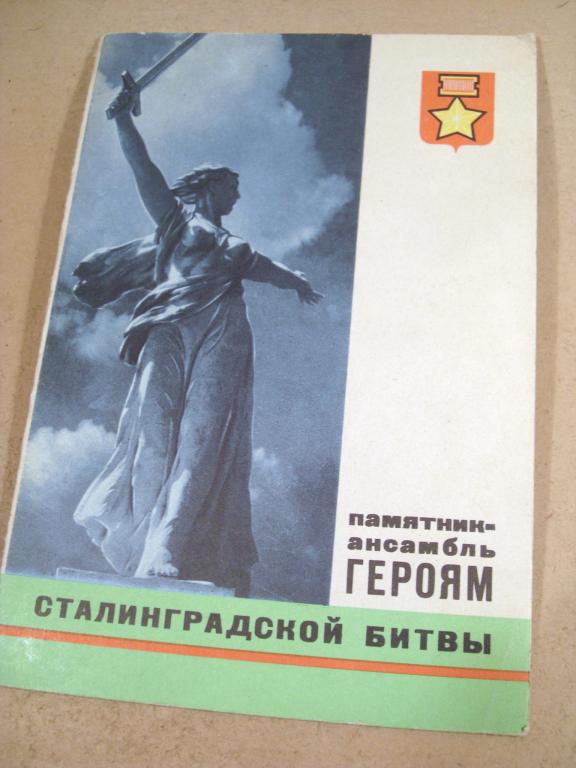 памятник-
ансамбль
ГЕРОЯМ
СТАЛИНГРАДСКОЙ БИТВЫ